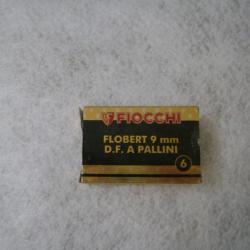 FIOCCHI
FLOBERT 9 mm
D.F. A PALLINI
6